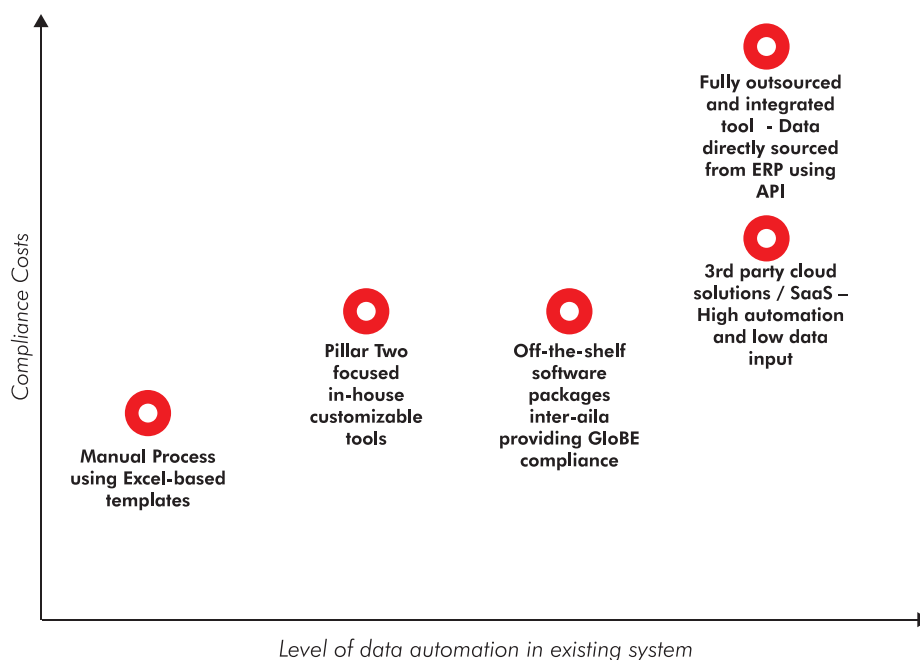 Fully outsourced
and integrated
tool - Data
directly sourced
from ERP using
API
3rd party cloud
solutions / SaaS –
High automation
and low data
input
Pillar Two
focused
in-house
customizable
tools
Off-the-shelf
software
packages
inter-aila
providing GloBE
compliance
Manual Process
using Excel-based
templates
Compliance Costs
Level of data automation in existing system